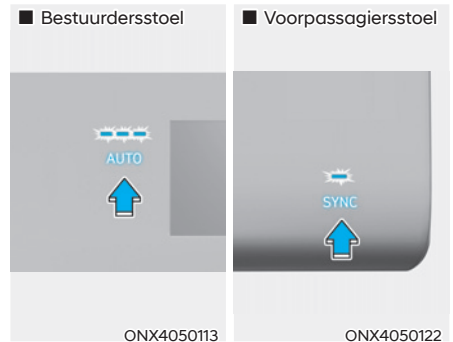 ■ Bestuurdersstoel
AUTO
ONX4050113
■ Voorpassagiersstoel
SYNC
ONX4050122